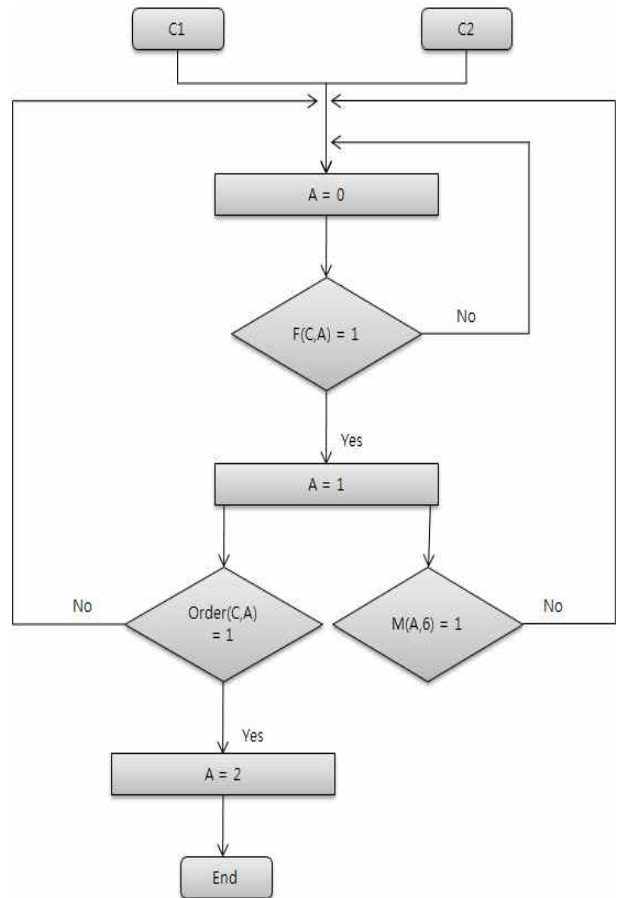 C1
C2
A = 0
F(C,A) = 1
No
Yes
A = 1
No
Order(C,A)
= 1
M(A,6) = 1
No
Yes
A = 2
End